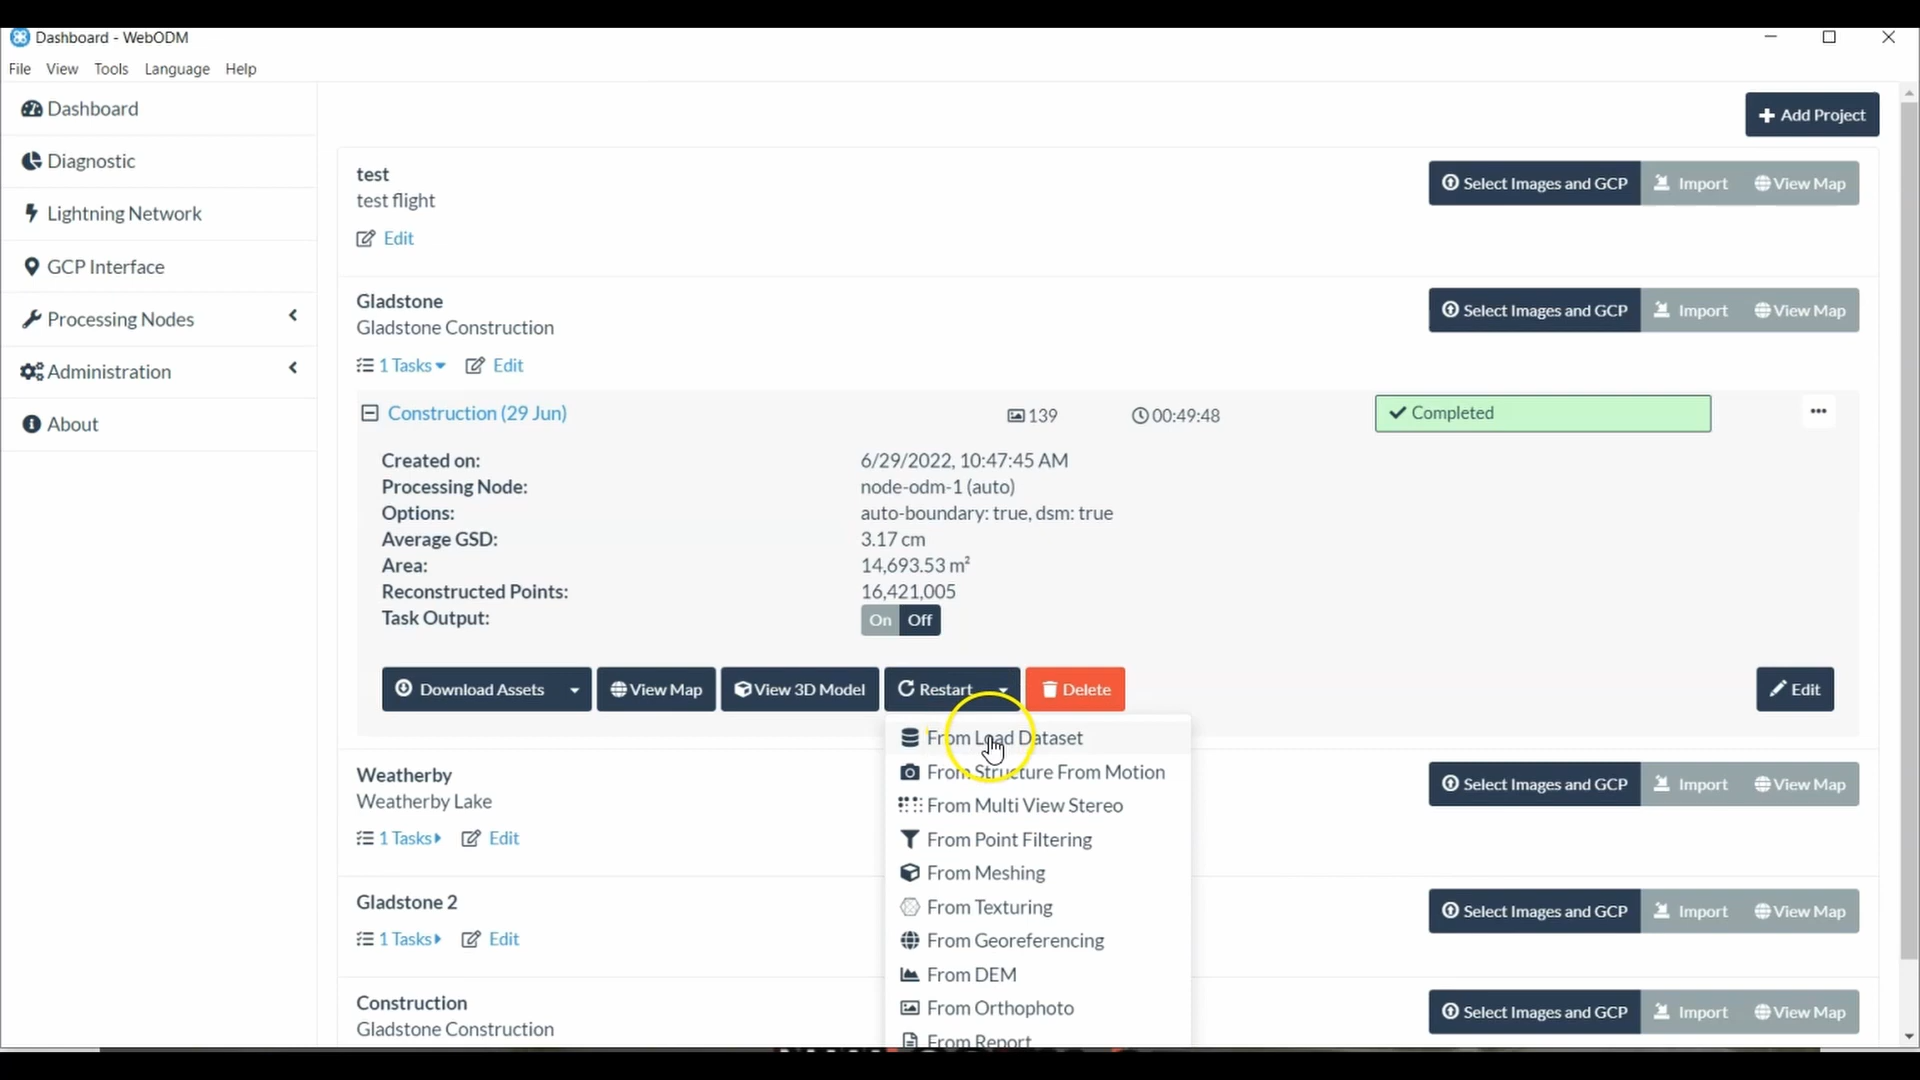 Dashboard - WebODM
File View Tools Language Help
Dashboard
Diagnostic
Lightning Network
GCP Interface
Processing Nodes
Administration
About
Add Project
test
test flight
Edit
Select Images and GCP Import View Map
Gladstone
Gladstone Construction
1 Tasks Edit
Select Images and GCP Import View Map
Construction (29 Jun) 139 00:49:48 Completed
Created on: 6/29/2022, 10:47:45 AM
Processing Node: node-odm-1 (auto)
Options: auto-boundary: true, dsm: true
Average GSD: 3.17 cm
Area: 14,693.53 m²
Reconstructed Points: 16,421,005
Task Output: On Off
Download Assets View Map View 3D Model Restart Delete Edit
From Load Dataset
From Structure From Motion
From Multi View Stereo
From Point Filtering
From Meshing
From Texturing
From Georeferencing
From DEM
From Orthophoto
From Report
Weatherby
Weatherby Lake
1 Tasks Edit
Select Images and GCP Import View Map
Gladstone 2
1 Tasks Edit
Select Images and GCP Import View Map
Construction
Gladstone Construction
Select Images and GCP Import View Map